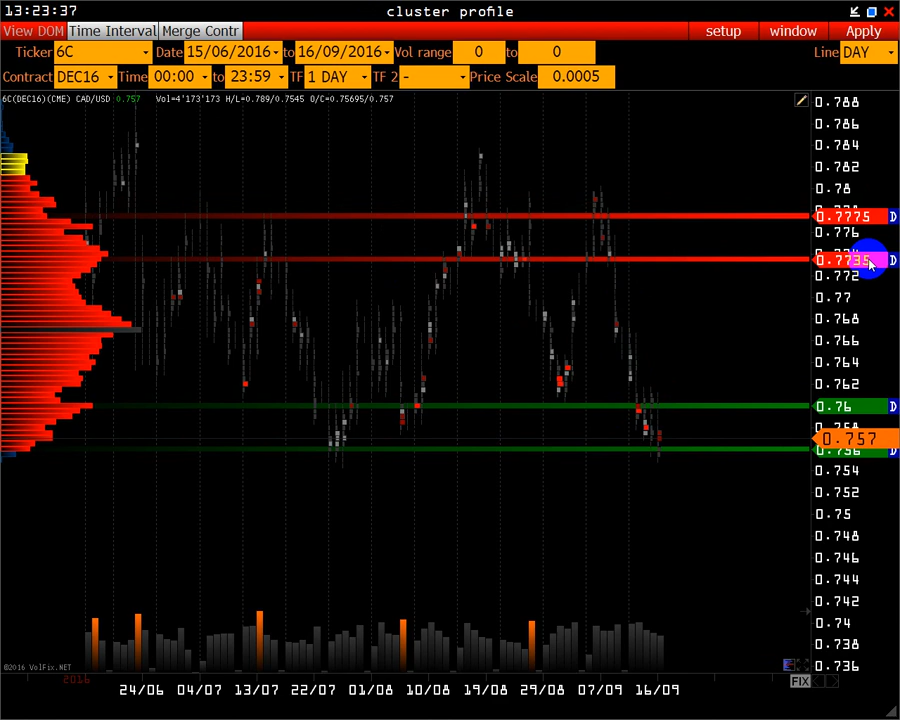 13:23:37 cluster profile
View DOM Time Interval Merge Contr setup window Apply
Ticker 6C Date 15/06/2016 to 16/09/2016 Vol range 0 to 0 Line DAY
Contract DEC16 Time 00:00 to 23:59 TF 1 DAY TF 2 - Price Scale 0.0005
6C(DEC16)(CME) CAD/USD 0.757 Vol=4'173'173 H/L=0.789/0.7545 O/C=0.75695/0.757
0.788
0.786
0.784
0.782
0.78
0.7775 D
0.776
0.7735 D
0.772
0.77
0.768
0.766
0.764
0.762
0.76 D
0.757
0.756 D
0.754
0.752
0.75
0.748
0.746
0.744
0.742
0.74
0.738
0.736
©2016 VolFix.NET
2016
FIX
24/06 04/07 13/07 22/07 01/08 10/08 19/08 29/08 07/09 16/09